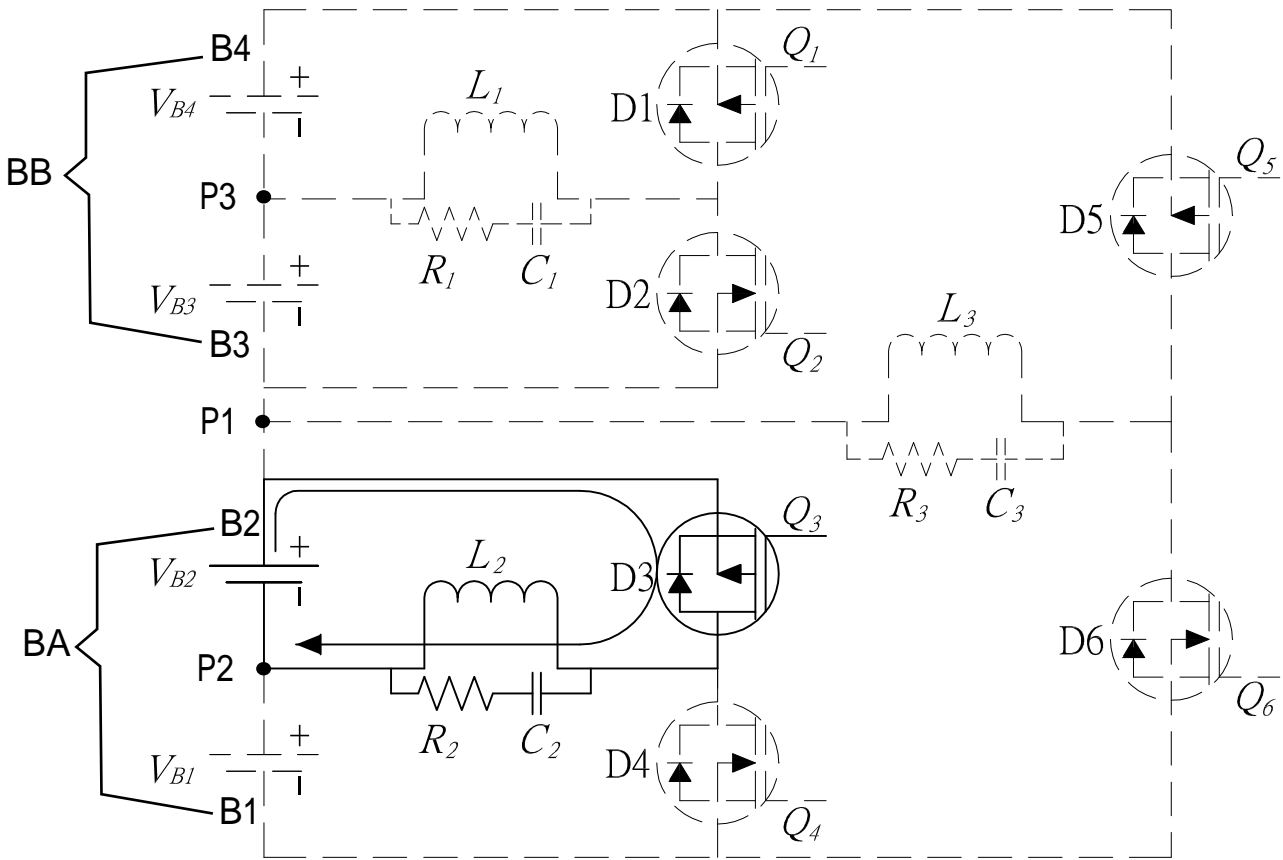 B4
Q1
+
L1
VB4
D1
BB
Q5
P3
D5
R1
C1
+
VB3
D2
L3
B3
Q2
P1
R3
C3
B2
Q3
+
L2
VB2
D3
BA
D6
P2
Q6
R2
C2
+
VB1
D4
B1
Q4